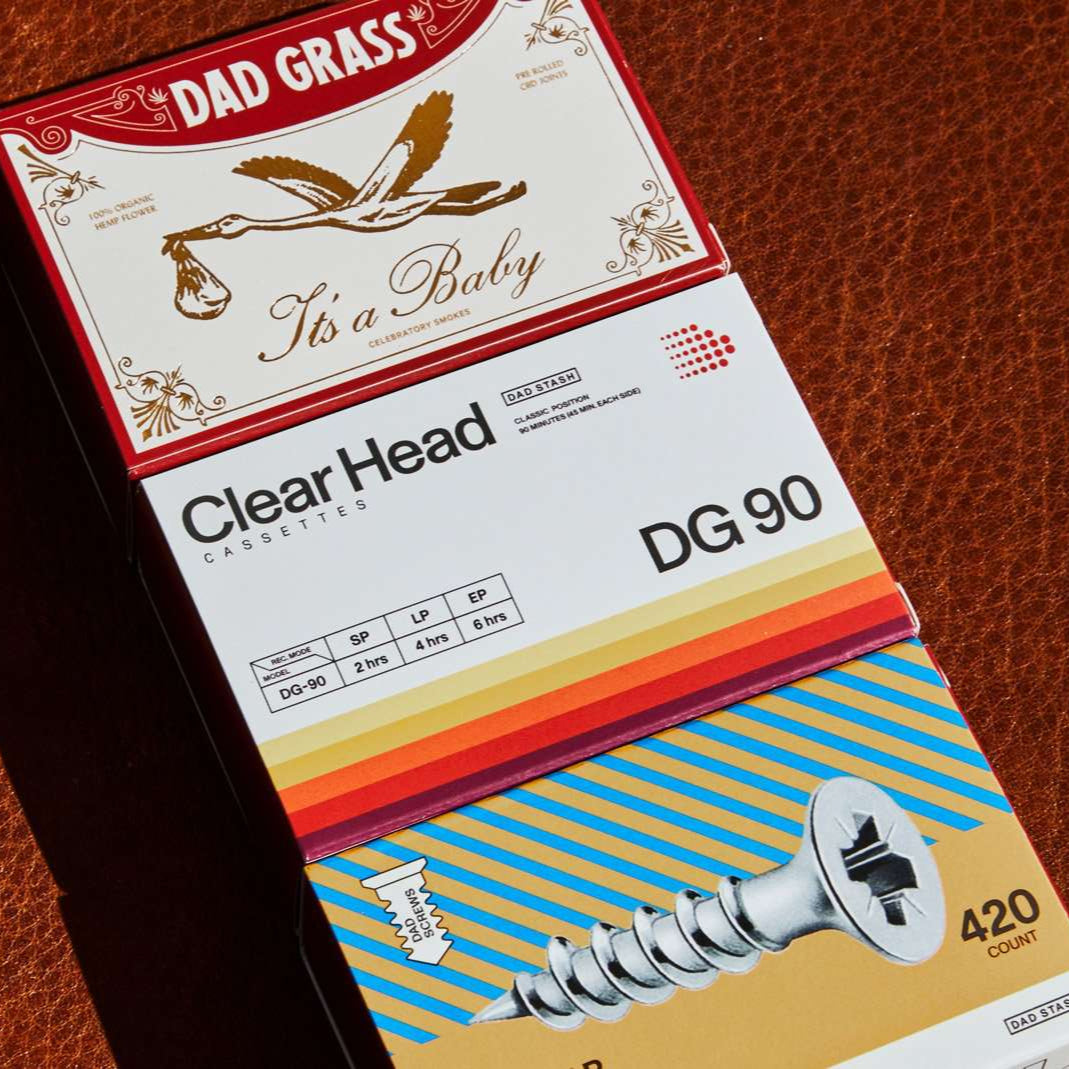 DAD GRASS
PRE ROLLED
CBD JOINTS
100% ORGANIC
HEMP FLOWER
It's a Baby
CELEBRATORY SMOKES
DAD STASH
CLASSIC POSITION
90 MINUTES (45 MIN. EACH SIDE)
Clear Head
CASSETTES
DG 90
REC. MODE SP LP EP
MODEL
DG-90 2 hrs 4 hrs 6 hrs
DAD
SCREWS
420
COUNT